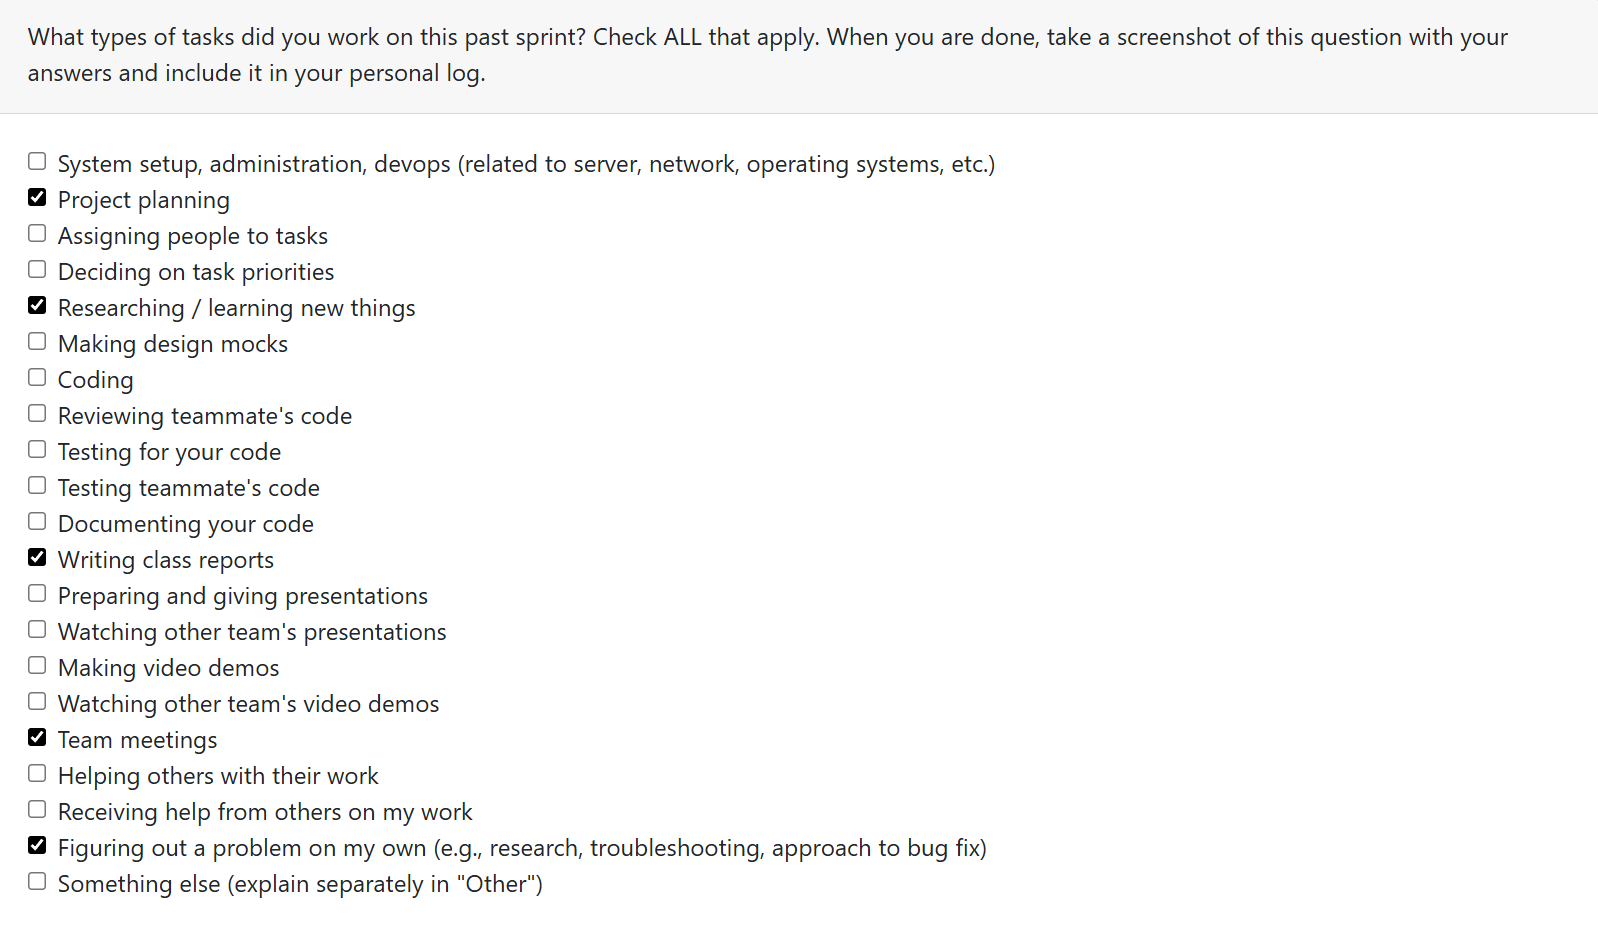 What types of tasks did you work on this past sprint? Check ALL that apply. When you are done, take a screenshot of this question with your
answers and include it in your personal log.
System setup, administration, devops (related to server, network, operating systems, etc.)
Project planning
Assigning people to tasks
Deciding on task priorities
Researching / learning new things
Making design mocks
Coding
Reviewing teammate's code
Testing for your code
Testing teammate's code
Documenting your code
Writing class reports
Preparing and giving presentations
Watching other team's presentations
Making video demos
Watching other team's video demos
Team meetings
Helping others with their work
Receiving help from others on my work
Figuring out a problem on my own (e.g., research, troubleshooting, approach to bug fix)
Something else (explain separately in "Other")